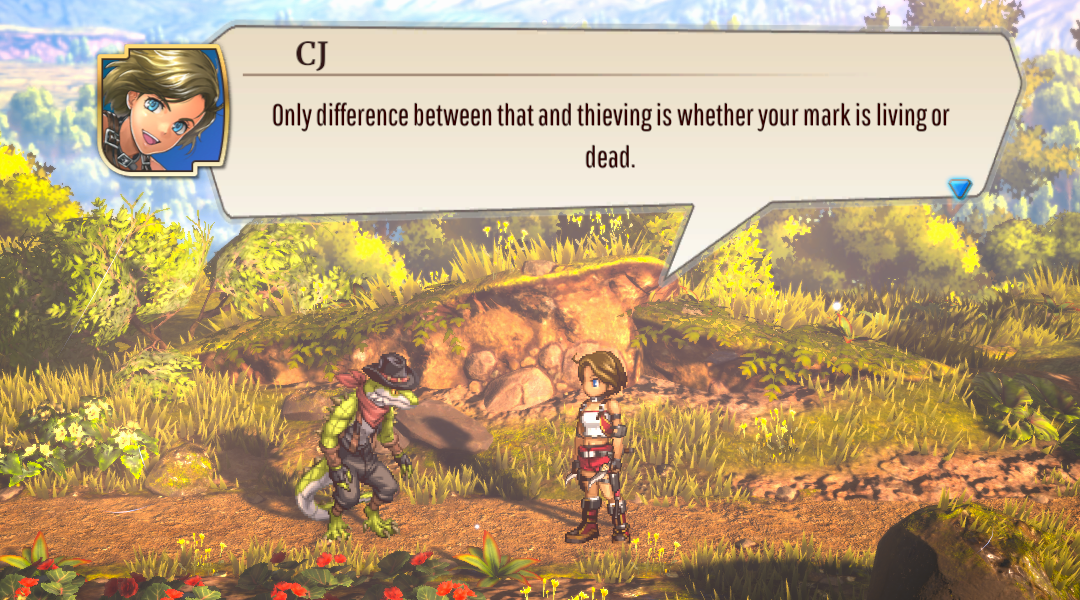 CJ
Only difference between that and thieving is whether your mark is living or
dead.